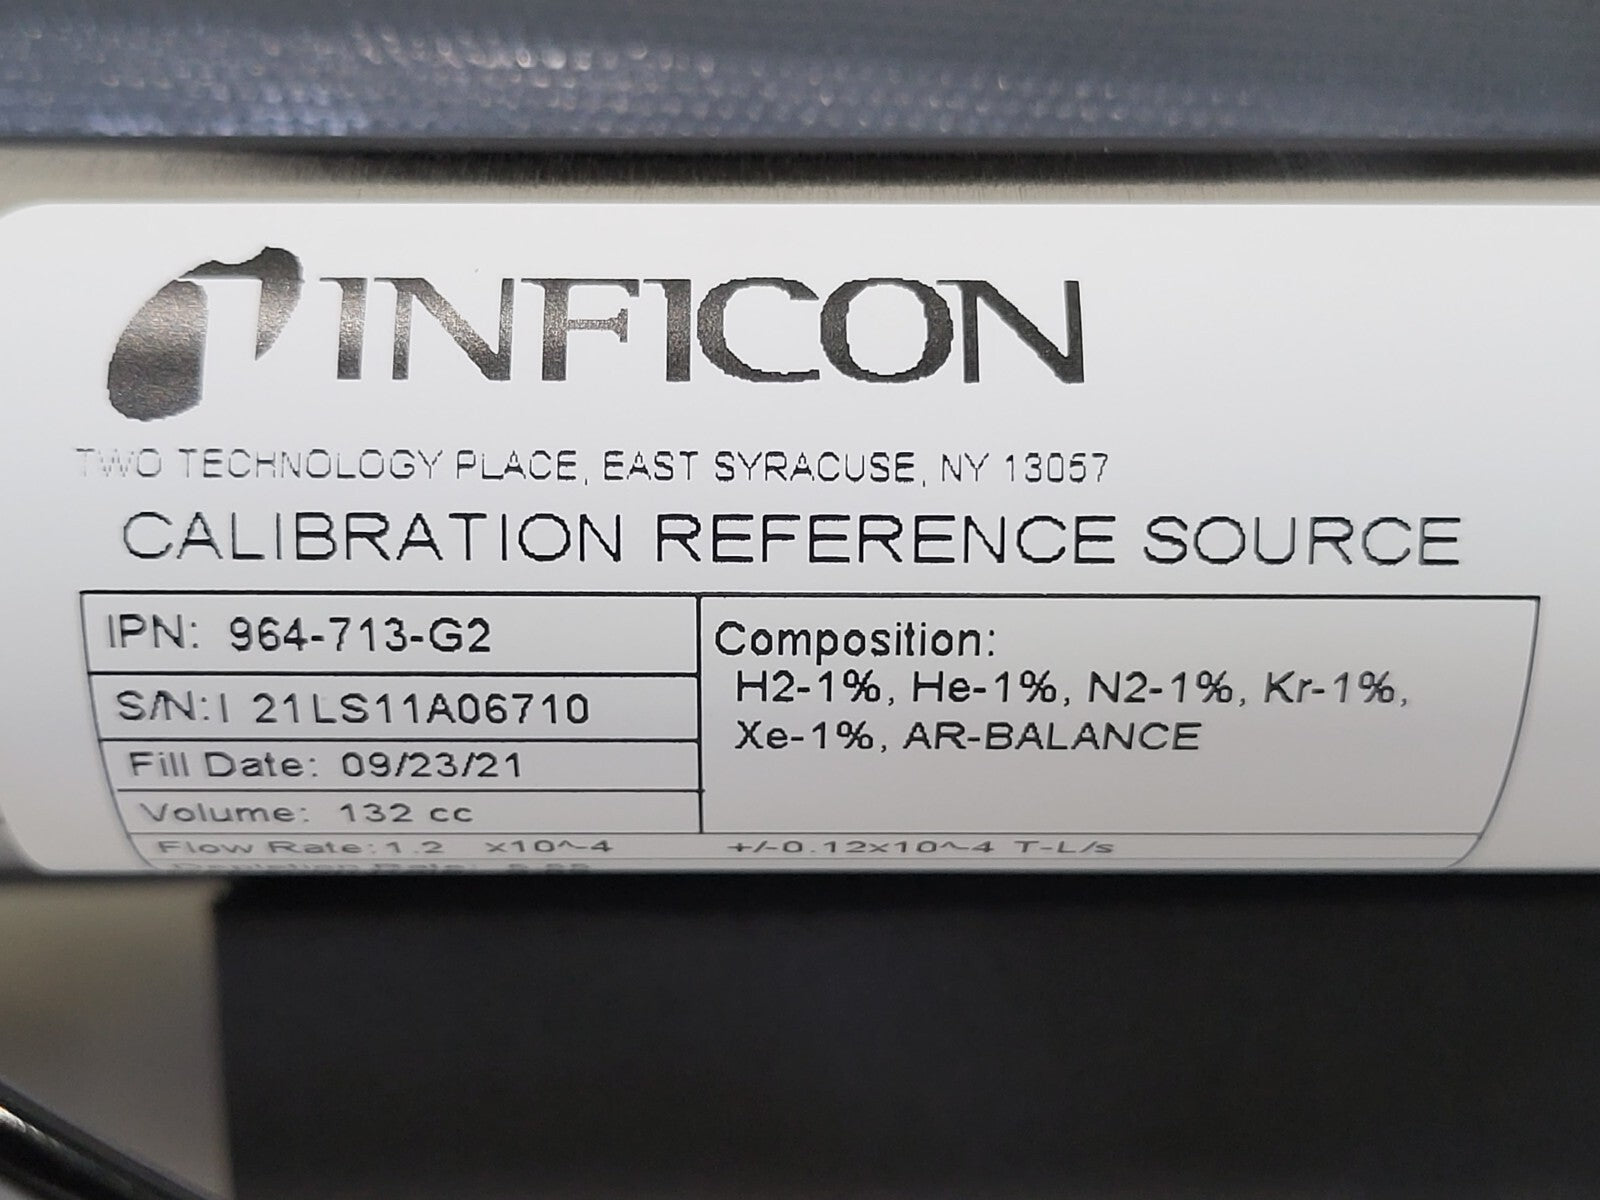 INFICON
TWO TECHNOLOGY PLACE, EAST SYRACUSE, NY 13057
CALIBRATION REFERENCE SOURCE
IPN: 964-713-G2
S/N:I 21LS11A06710
Fill Date: 09/23/21
Volume: 132 cc
Composition:
H2-1%, He-1%, N2-1%, Kr-1%,
Xe-1%, AR-BALANCE
Flow Rate:1.2 x10^-4 +/-0.12x10^-4 T-L/s